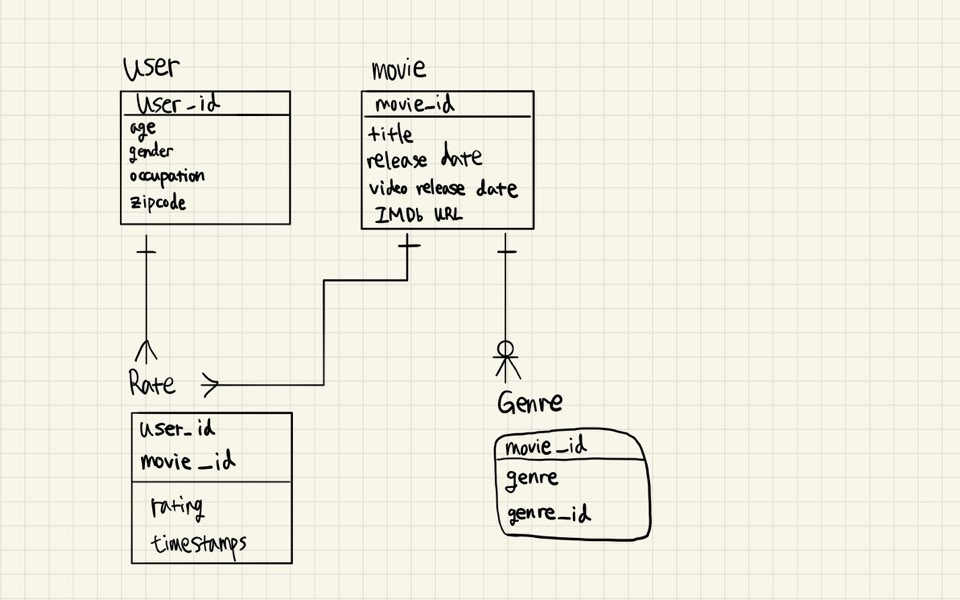 User
User_id
age
gender
occupation
zipcode
movie
movie_id
title
release date
video release date
IMDb URL
Rate
user_id
movie_id
rating
timestamps
Genre
movie_id
genre
genre_id